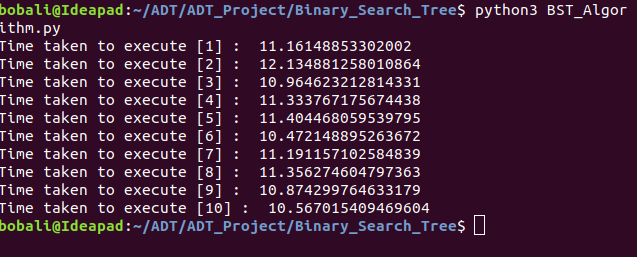 bobali@Ideapad:~/ADT/ADT_Project/Binary_Search_Tree$ python3 BST_Algor
ithm.py
Time taken to execute [1] :  11.16148853302002
Time taken to execute [2] :  12.134881258010864
Time taken to execute [3] :  10.964623212814331
Time taken to execute [4] :  11.333767175674438
Time taken to execute [5] :  11.404468059539795
Time taken to execute [6] :  10.472148895263672
Time taken to execute [7] :  11.191157102584839
Time taken to execute [8] :  11.356274604797363
Time taken to execute [9] :  10.874299764633179
Time taken to execute [10] :  10.567015409469604
bobali@Ideapad:~/ADT/ADT_Project/Binary_Search_Tree$